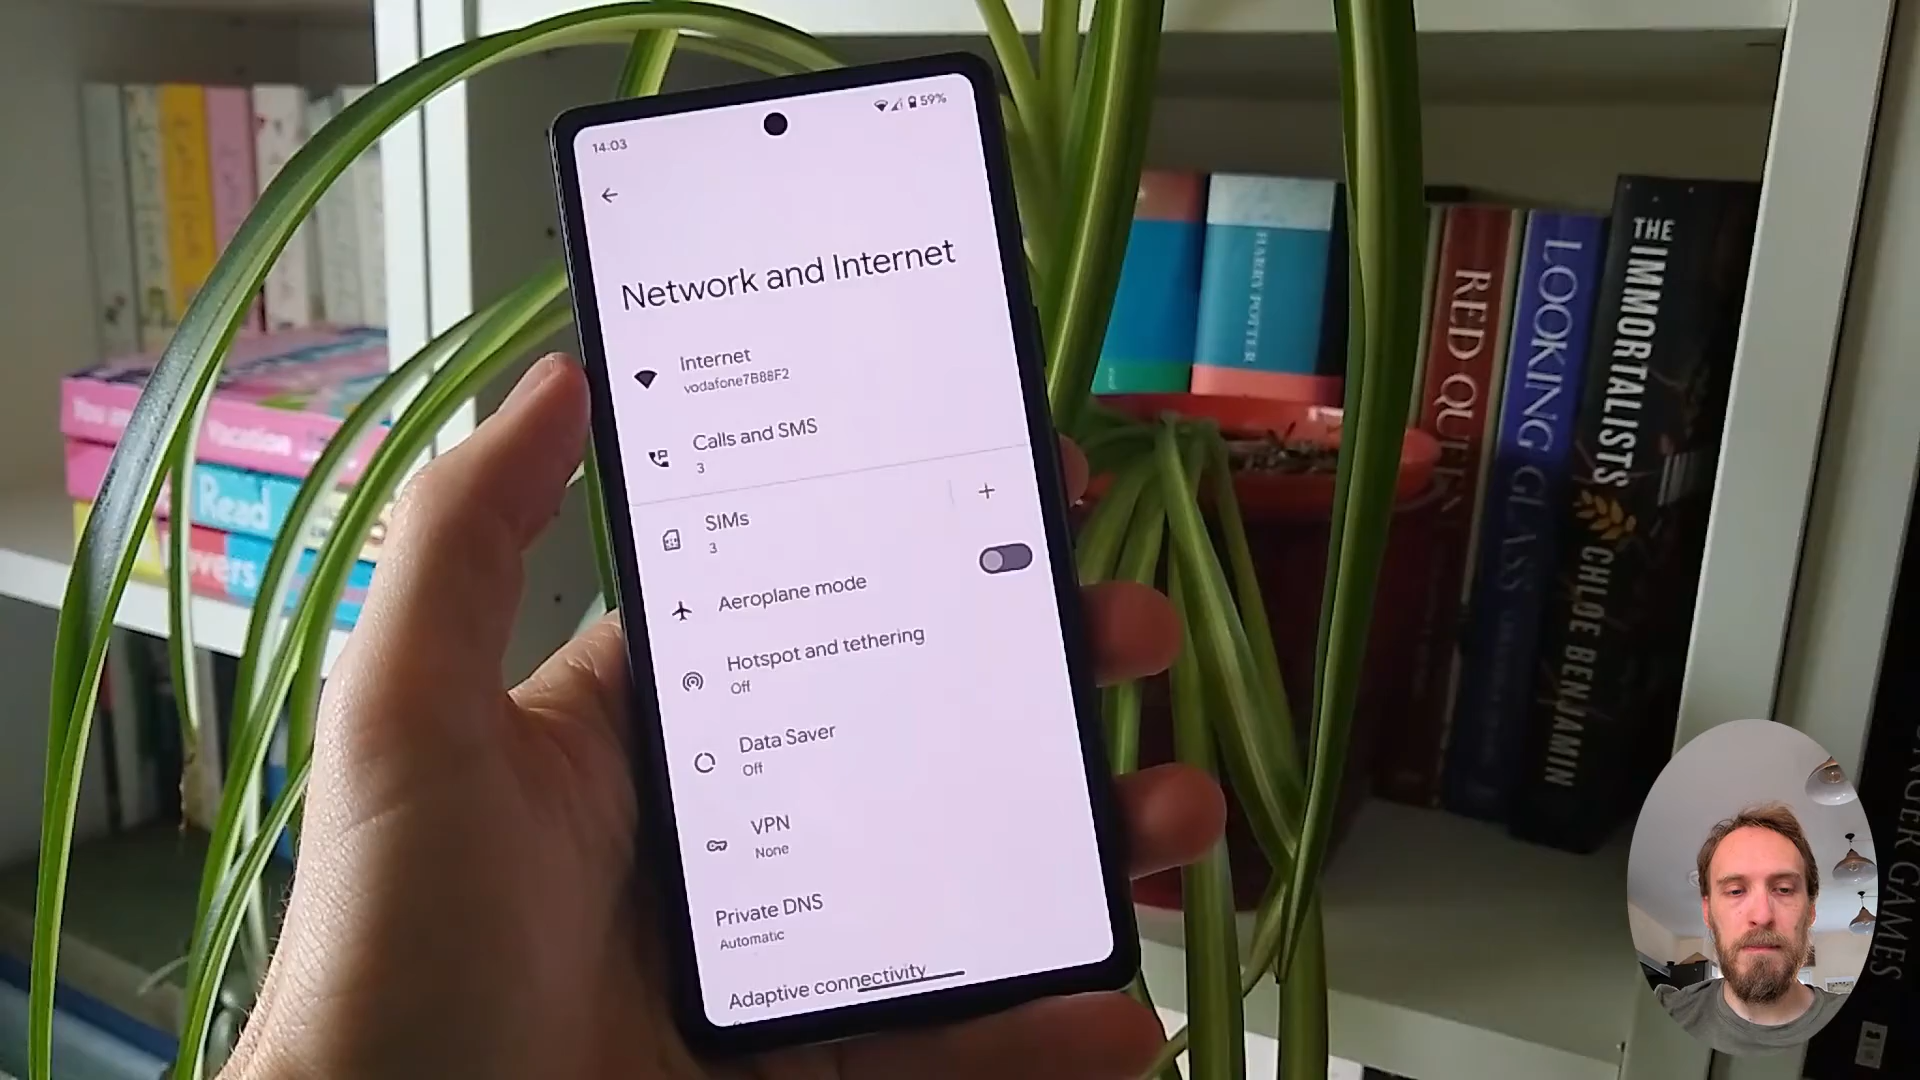 14:03
59%
Network and Internet
Internet
vodafone7B88F2
Calls and SMS
3
SIMs
3
Aeroplane mode
Hotspot and tethering
Off
Data Saver
Off
VPN
None
Private DNS
Automatic
Adaptive connectivity
Vacation
Read
HARRY POTTER
RED QUEEN
LOOKING GLASS
THE IMMORTALISTS
CHLOE BENJAMIN
GAMES